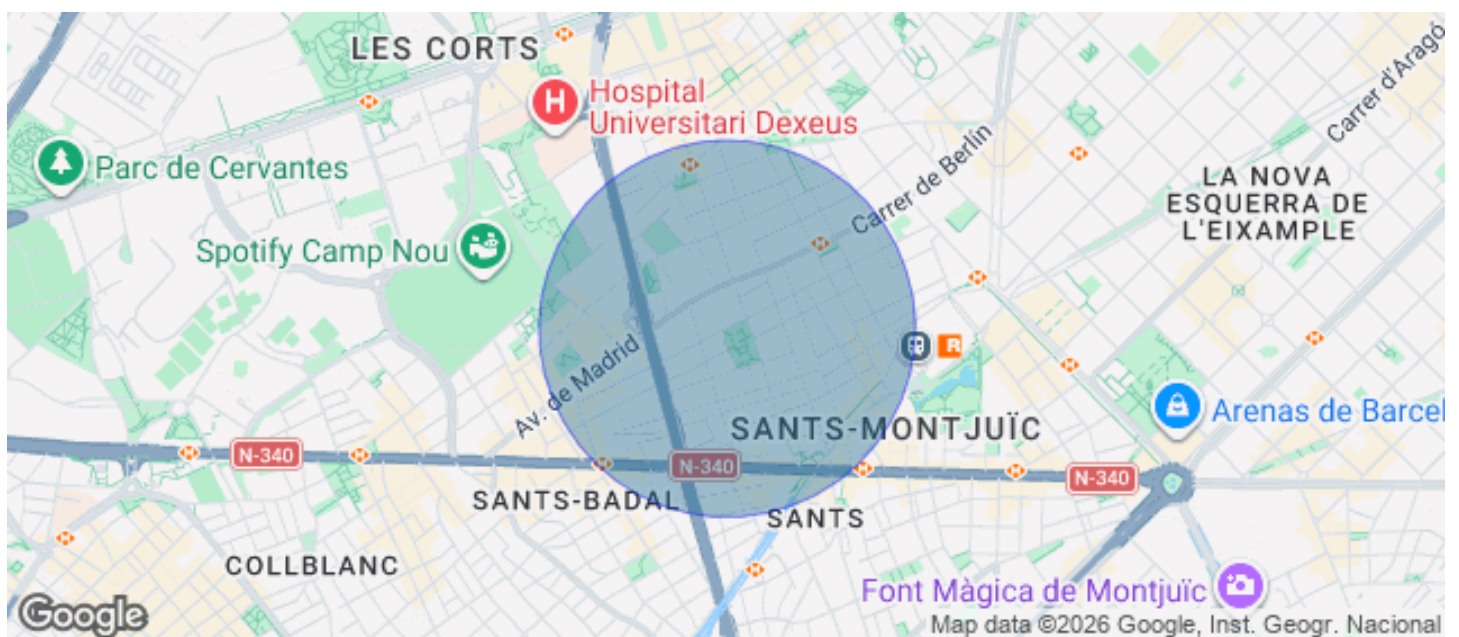 LES CORTS
Hospital
Universitari Dexeus
Parc de Cervantes
Carrer d'Aragó
Carrer de Berlín
LA NOVA
ESQUERRA DE
L'EIXAMPLE
Spotify Camp Nou
Av. de Madrid
R
SANTS-MONTJUÏC
Arenas de Barcel
N-340
N-340
N-340
SANTS-BADAL
SANTS
COLLBLANC
Font Màgica de Montjuïc
Google
Map data ©2026 Google, Inst. Geogr. Nacional